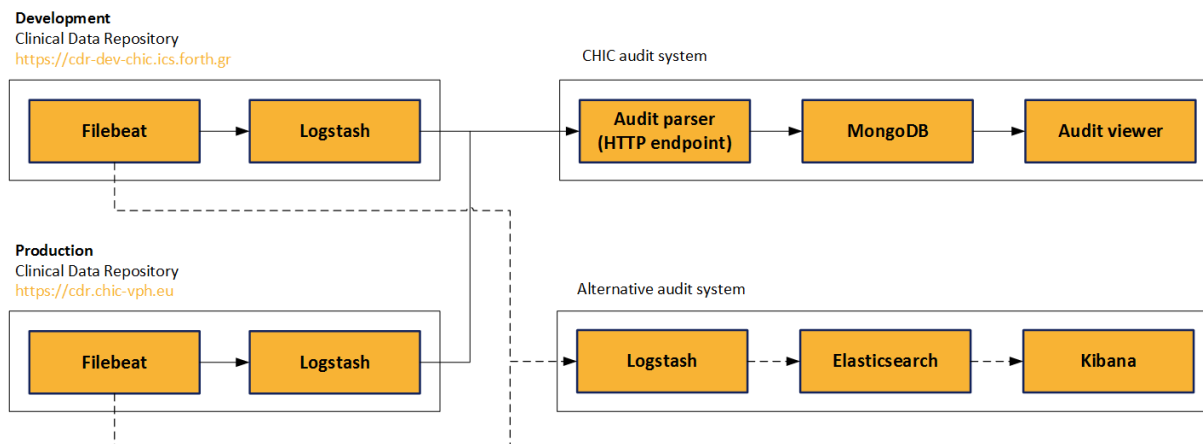 Development
Clinical Data Repository
https://cdr-dev-chic.ics.forth.gr
CHIC audit system
Filebeat
Logstash
Audit parser
(HTTP endpoint)
MongoDB
Audit viewer
Production
Clinical Data Repository
https://cdr.chic-vph.eu
Alternative audit system
Filebeat
Logstash
Logstash
Elasticsearch
Kibana